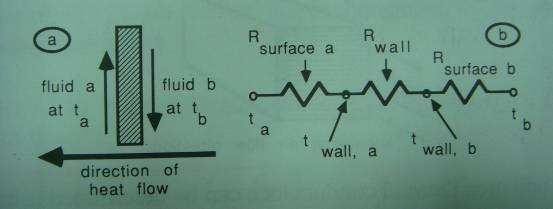 a
fluid a
at t
a
fluid b
at t
b
direction of
heat flow
b
R
surface a
R
wall
R
surface b
t
a
t
wall, a
t
wall, b
t
b